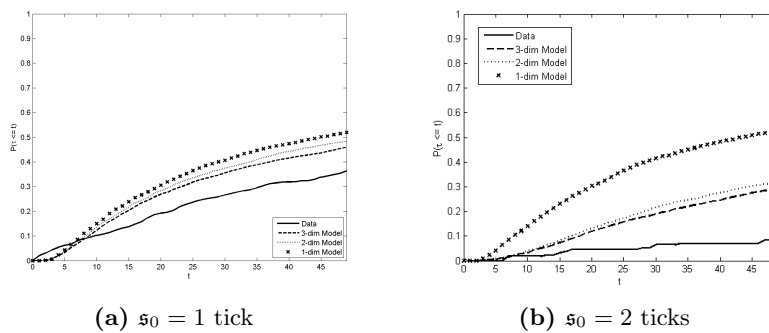 1
0.9
0.8
0.7
0.6
0.5
0.4
0.3
0.2
0.1
0
P(τ <= t)
0 5 10 15 20 25 30 35 40 45
t
Data
3-dim Model
2-dim Model
1-dim Model
(a) 𝔰₀ = 1 tick
1
0.9
0.8
0.7
0.6
0.5
0.4
0.3
0.2
0.1
0
P(τ <= t)
0 5 10 15 20 25 30 35 40 45
t
Data
3-dim Model
2-dim Model
1-dim Model
(b) 𝔰₀ = 2 ticks